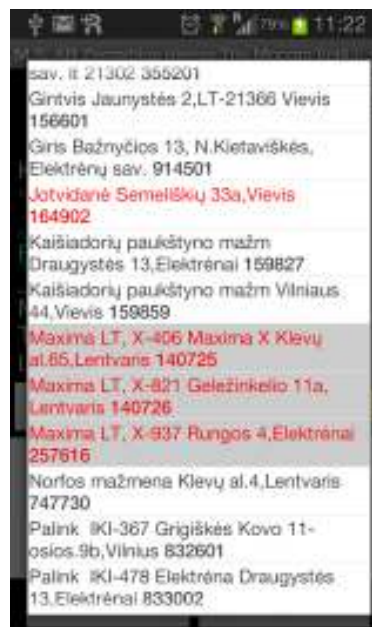 79% 11:22
sav. lt 21302 355201
Gintvis Jaunystės 2,LT-21366 Vievis
156601
Giris Bažnyčios 13, N.Kietaviškės,
Elektrėnų sav. 914501
Jotvidanė Semeliškių 33a,Vievis
164902
Kaišiadorių paukštyno mažm
Draugystės 13,Elektrėnai 159827
Kaišiadorių paukštyno mažm Vilniaus
44,Vievis 159859
Maxima LT, X-406 Maxima X Klevų
al.65,Lentvaris 140725
Maxima LT, X-821 Geležinkelio 11a,
Lentvaris 140726
Maxima LT, X-937 Rungos 4,Elektrėnai
257616
Norfos mažmena Klevų al.4,Lentvaris
747730
Palink IKI-367 Grigiškės Kovo 11-
osios.9b,Vilnius 832601
Palink IKI-478 Elektrėna Draugystės
13,Elektrėnai 833002